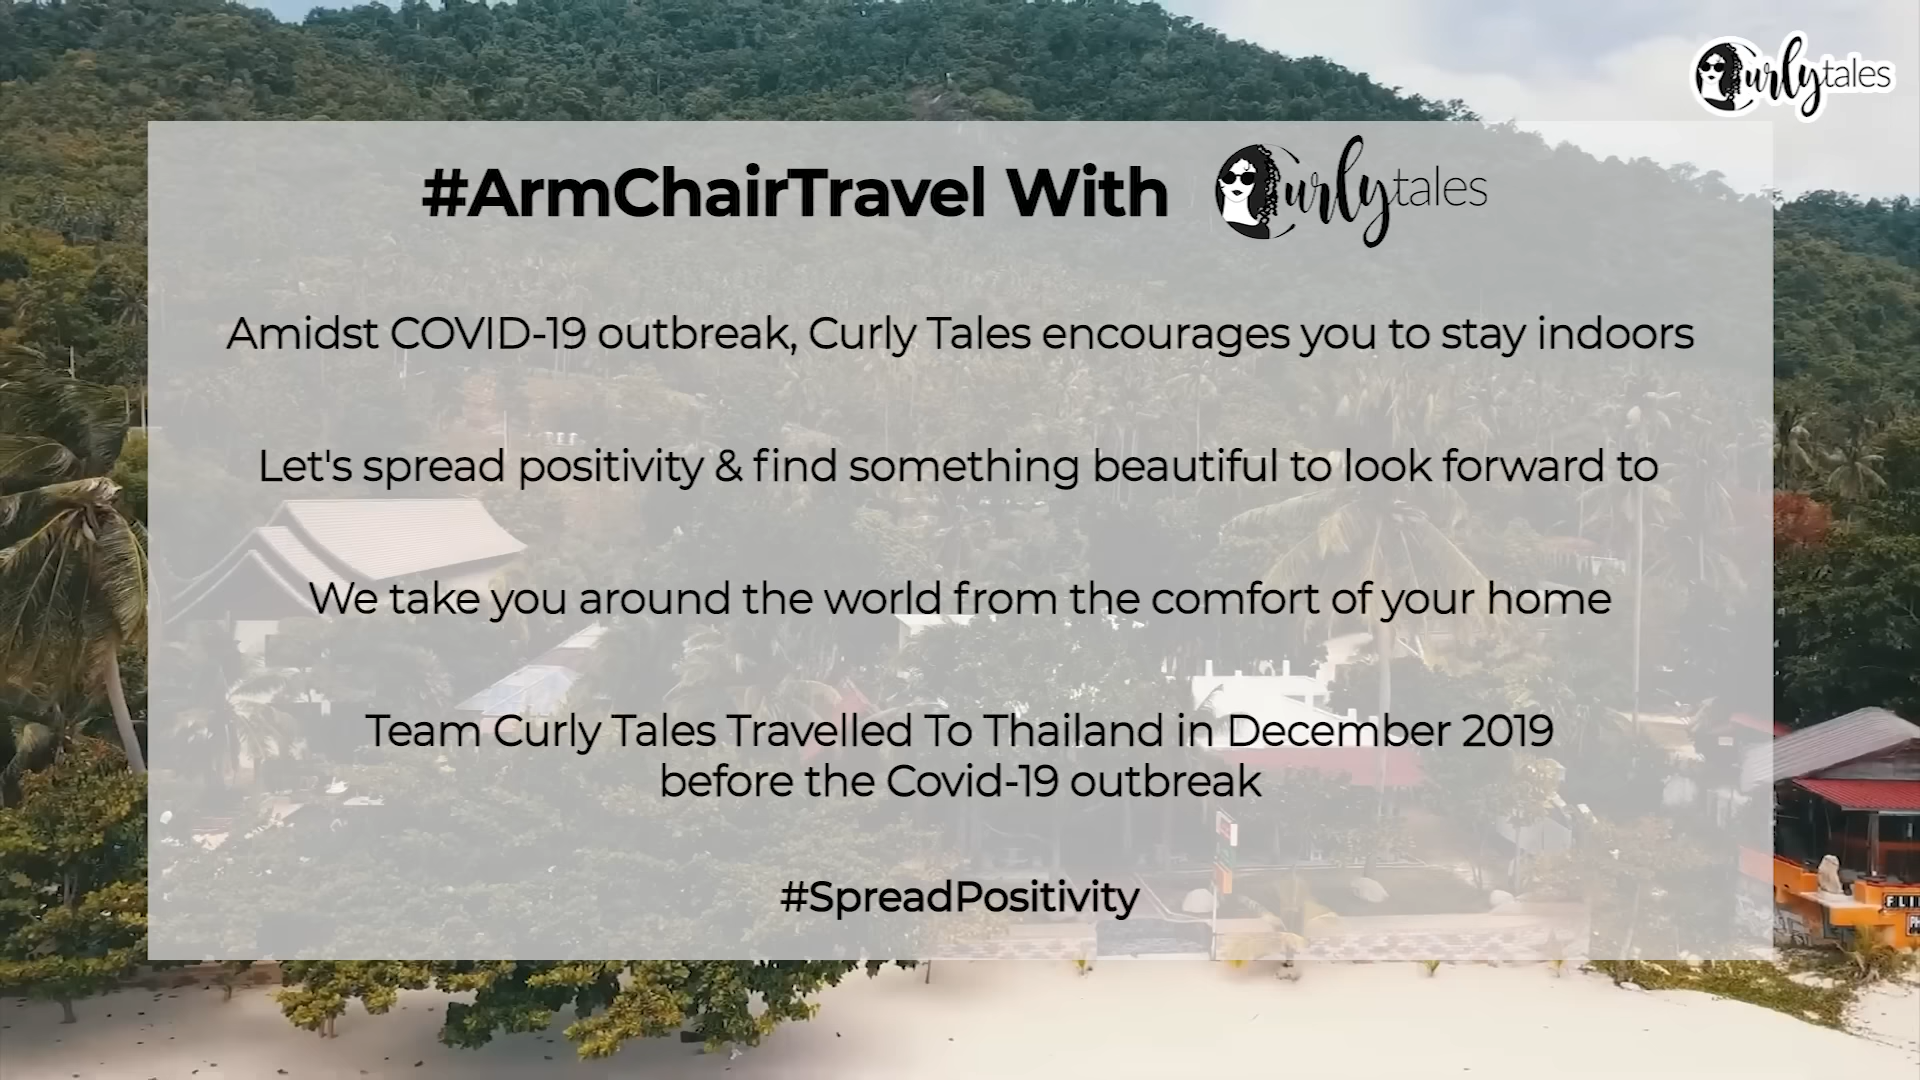 Curlytales
#ArmChairTravel With Curlytales
Amidst COVID-19 outbreak, Curly Tales encourages you to stay indoors
Let's spread positivity & find something beautiful to look forward to
We take you around the world from the comfort of your home
Team Curly Tales Travelled To Thailand in December 2019
before the Covid-19 outbreak
#SpreadPositivity